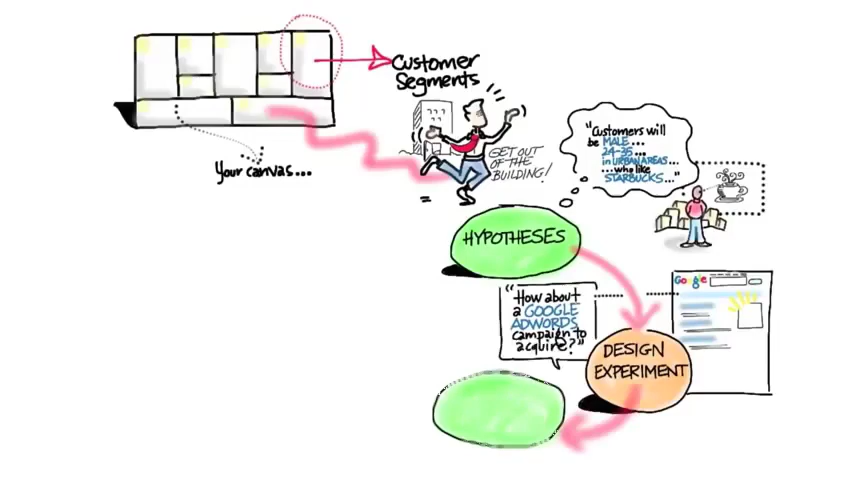 Customer
Segments
Your canvas...
GET OUT
OF THE
BUILDING!
"Customers will
be MALE...
24-35...
in URBAN AREAS...
...who like
STARBUCKS..."
HYPOTHESES
Google
"How about
a GOOGLE
ADWORDS
campaign to
acquire?"
DESIGN
EXPERIMENT